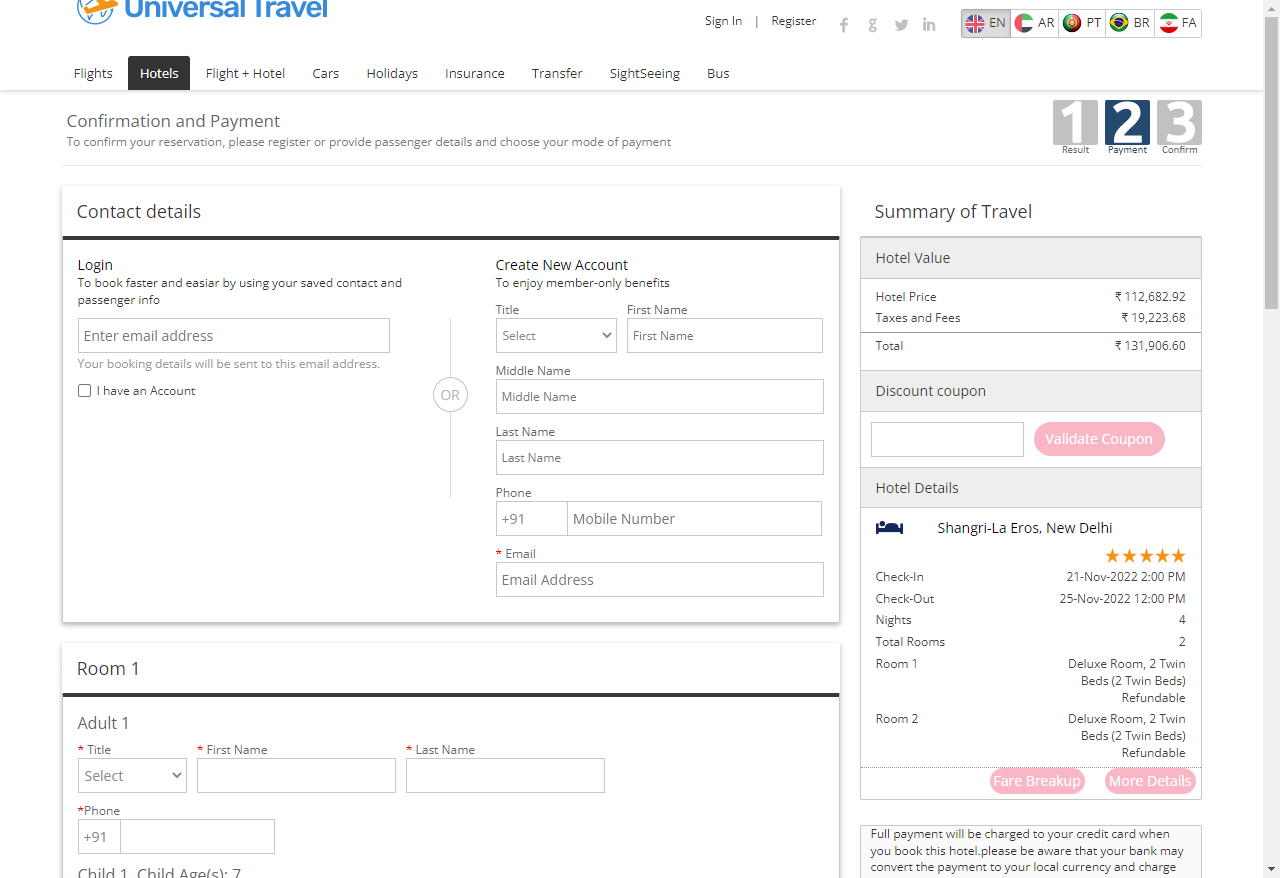 Universal Travel
Sign In | Register
EN AR PT BR FA
Flights Hotels Flight + Hotel Cars Holidays Insurance Transfer SightSeeing Bus
Confirmation and Payment
To confirm your reservation, please register or provide passenger details and choose your mode of payment
1 2 3
Result Payment Confirm
Contact details
Login
To book faster and easiar by using your saved contact and
passenger info
Enter email address
Your booking details will be sent to this email address.
I have an Account
OR
Create New Account
To enjoy member-only benefits
Title First Name
Select First Name
Middle Name
Middle Name
Last Name
Last Name
Phone
+91 Mobile Number
* Email
Email Address
Room 1
Adult 1
* Title * First Name * Last Name
Select
*Phone
+91
Child 1, Child Age(s): 7
Summary of Travel
Hotel Value
Hotel Price ₹ 112,682.92
Taxes and Fees ₹ 19,223.68
Total ₹ 131,906.60
Discount coupon
Validate Coupon
Hotel Details
Shangri-La Eros, New Delhi
Check-In 21-Nov-2022 2:00 PM
Check-Out 25-Nov-2022 12:00 PM
Nights 4
Total Rooms 2
Room 1 Deluxe Room, 2 Twin
Beds (2 Twin Beds)
Refundable
Room 2 Deluxe Room, 2 Twin
Beds (2 Twin Beds)
Refundable
Fare Breakup More Details
Full payment will be charged to your credit card when
you book this hotel.please be aware that your bank may
convert the payment to your local currency and charge